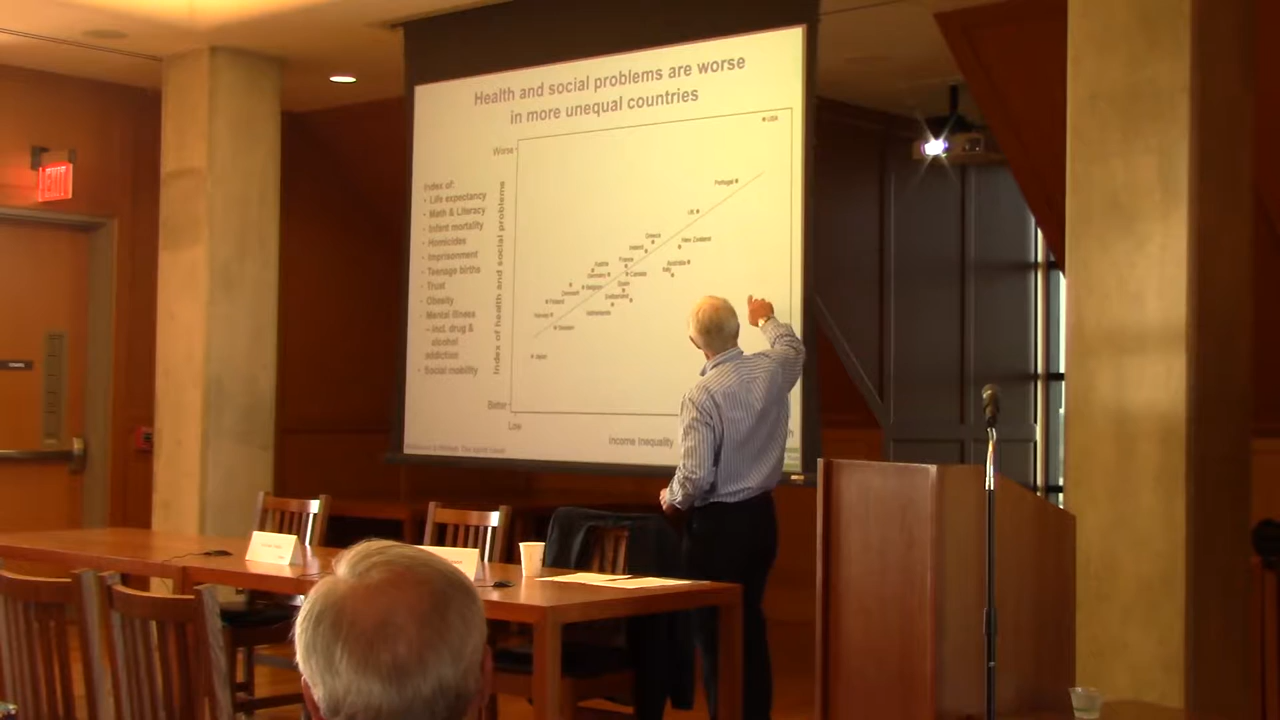 EXIT
Health and social problems are worse
in more unequal countries
Index of:
• Life expectancy
• Math & Literacy
• Infant mortality
• Homicides
• Imprisonment
• Teenage births
• Trust
• Obesity
• Mental illness
– incl. drug &
alcohol
addiction
• Social mobility
Index of health and social problems
Worse
Better
USA
Portugal
UK
Greece
New Zealand
Ireland
France
Australia
Italy
Austria
Germany
Canada
Denmark
Belgium
Spain
Finland
Switzerland
Norway
Netherlands
Sweden
Japan
Low
Income Inequality